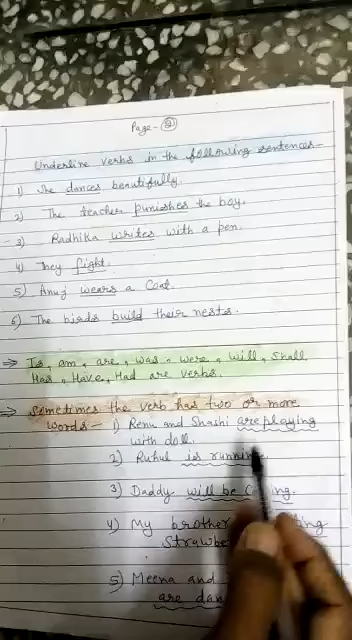 Page - 
Underline verbs in the following sentences -
1) She dances beautifully.
2) The teacher punishes the boy.
3) Radhika writes with a pen.
4) They fight.
5) Anuj wears a Coat.
6) The birds build their nests.
⇒ Is, am, are, was, were, will, shall,
Has, Have, Had are verbs.
⇒ Sometimes the verb has two or more
words - 1) Renu and Shashi are playing
with doll.
2) Rahul is running.
3) Daddy will be
4) My brother
5) Meena and
are